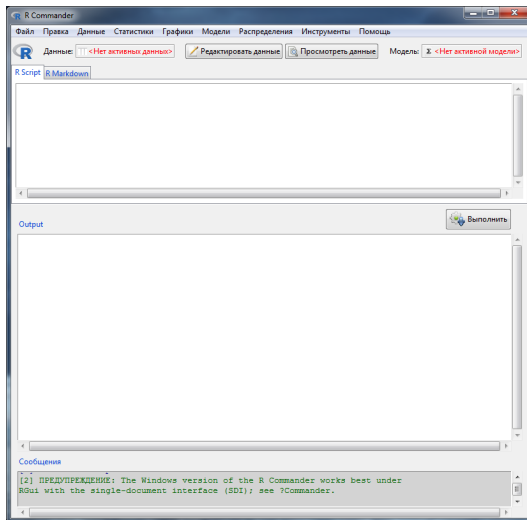 R Commander
Файл Правка Данные Статистики Графики Модели Распределения Инструменты Помощь
Данные: <Нет активных данных> Редактировать данные Просмотреть данные Модель: Σ <Нет активной модели>
R Script R Markdown
Выполнить
Output
Сообщения
[2] ПРЕДУПРЕЖДЕНИЕ: The Windows version of the R Commander works best under
RGui with the single-document interface (SDI); see ?Commander.